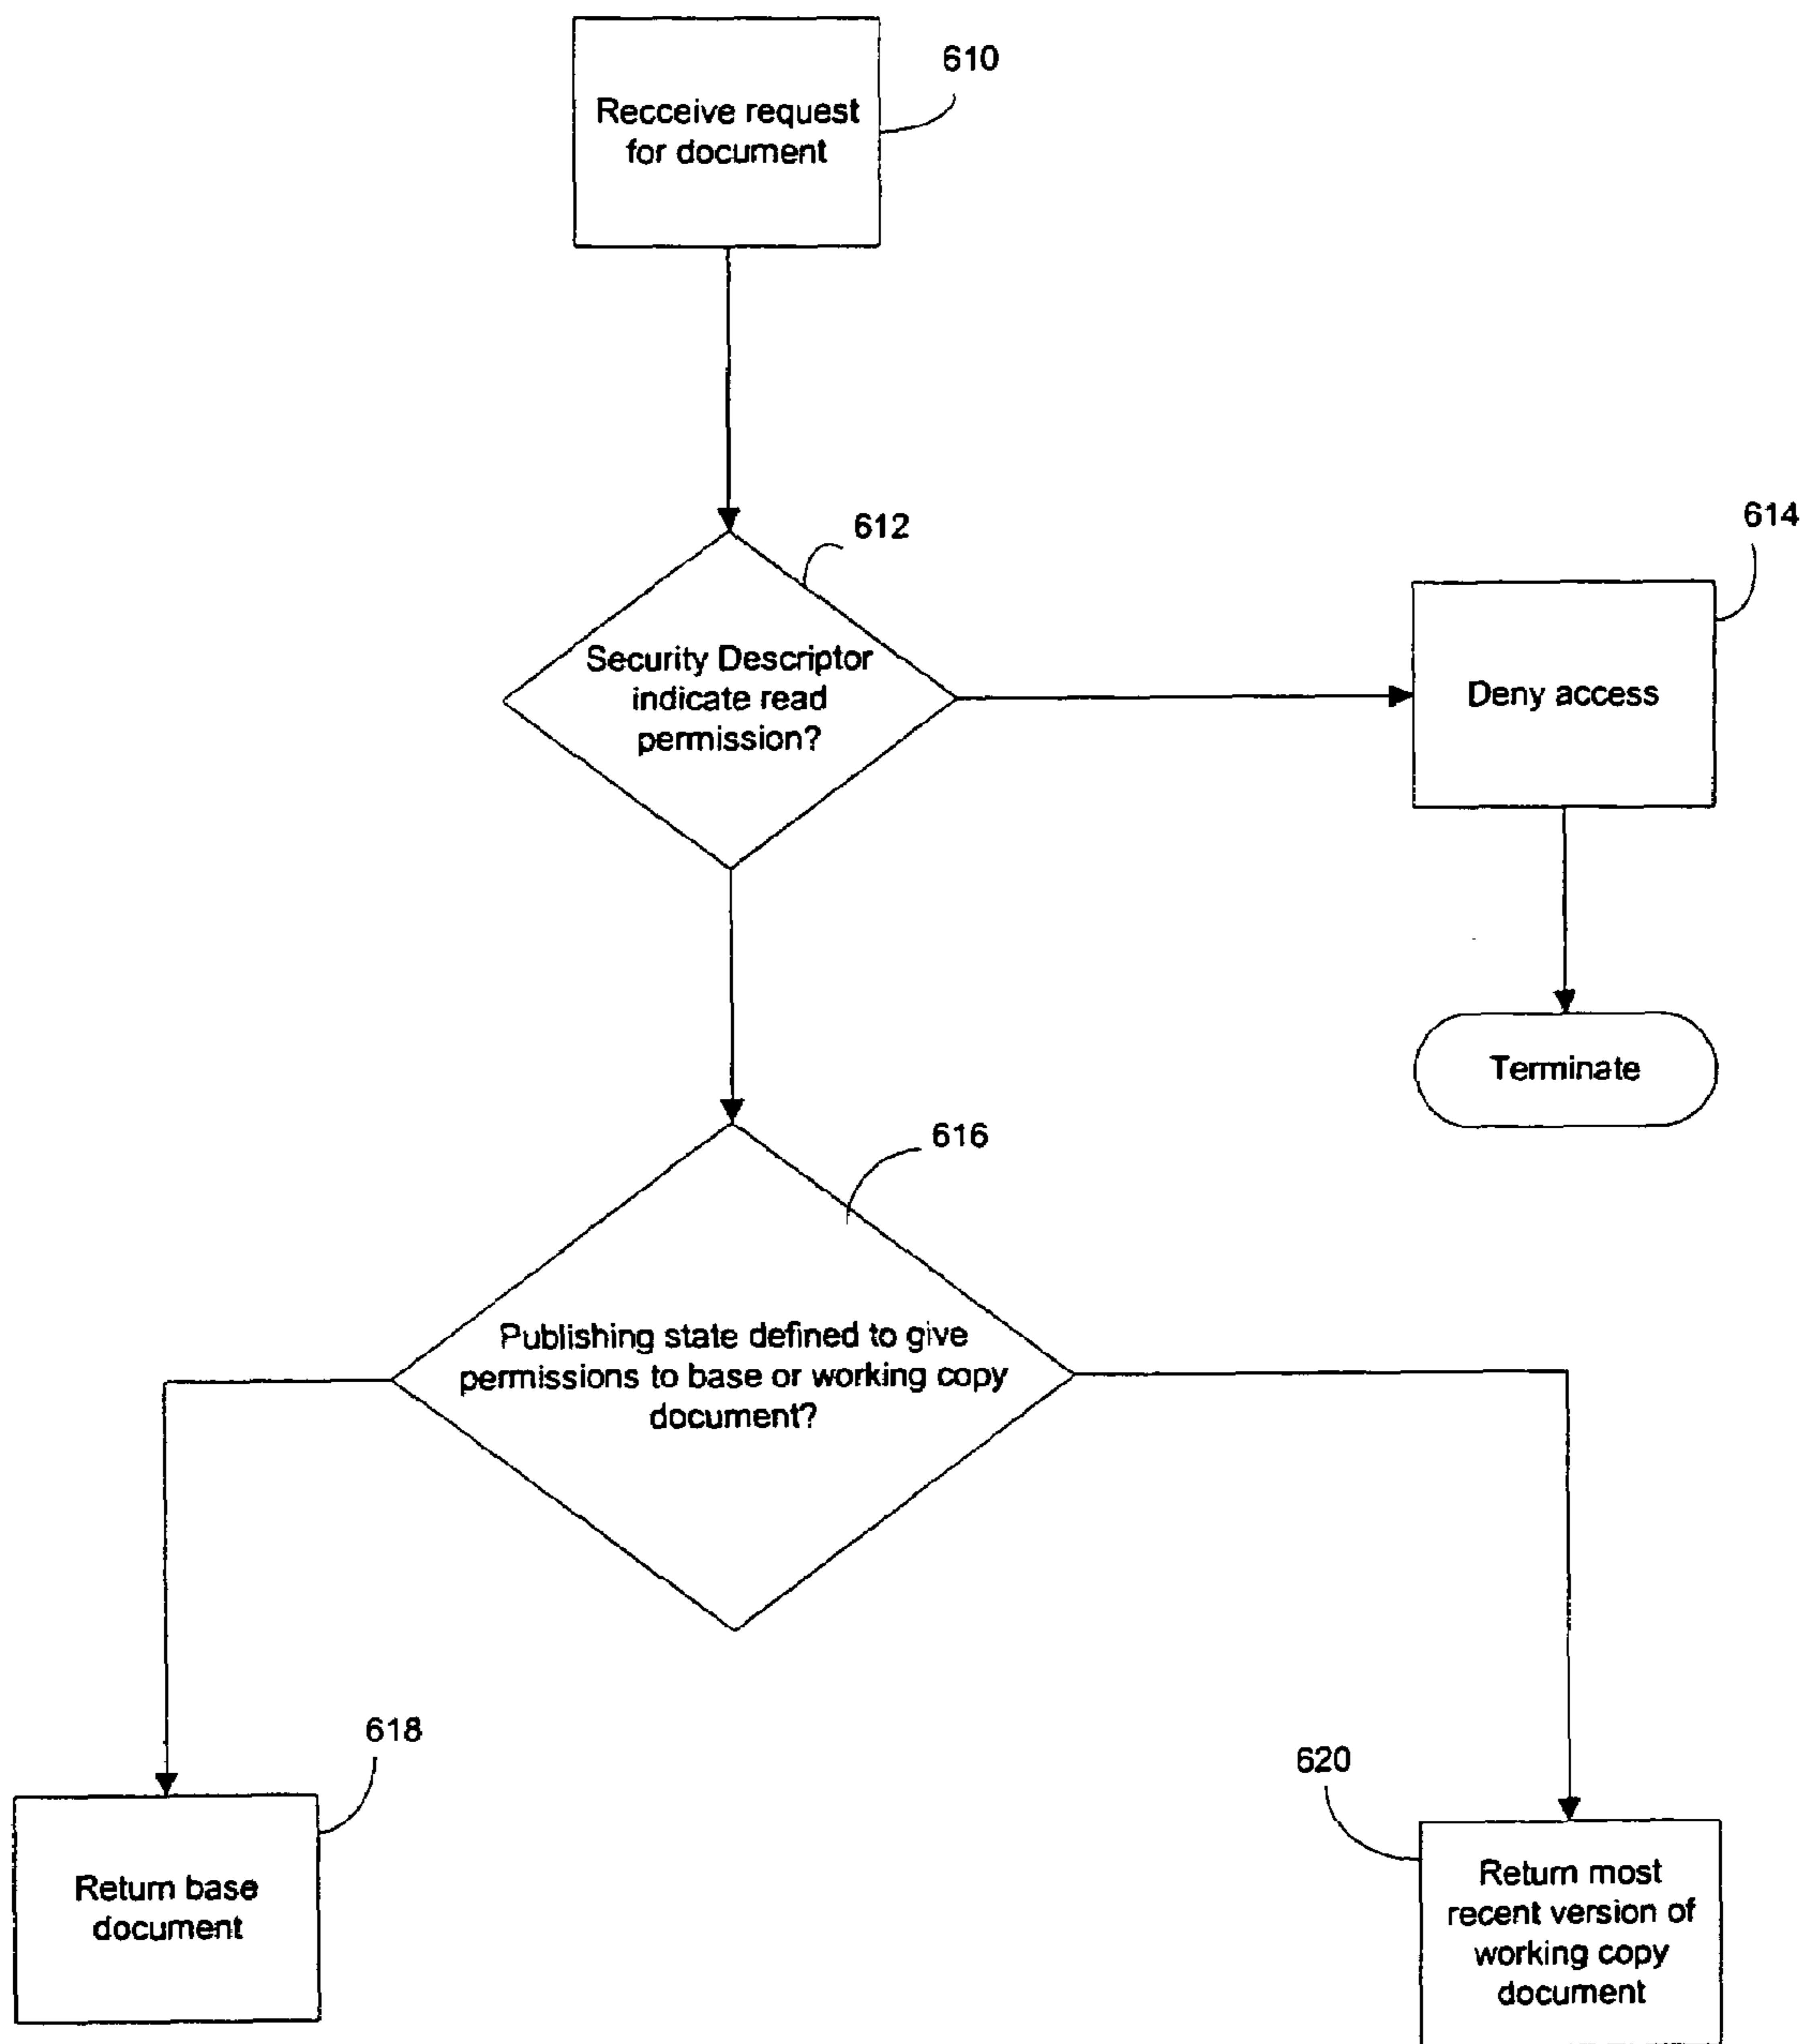 610
Recceive request
for document
612
614
Security Descriptor
indicate read
permission?
Deny access
Terminate
616
Publishing state defined to give
permissions to base or working copy
document?
618
620
Return base
document
Return most
recent version of
working copy
document